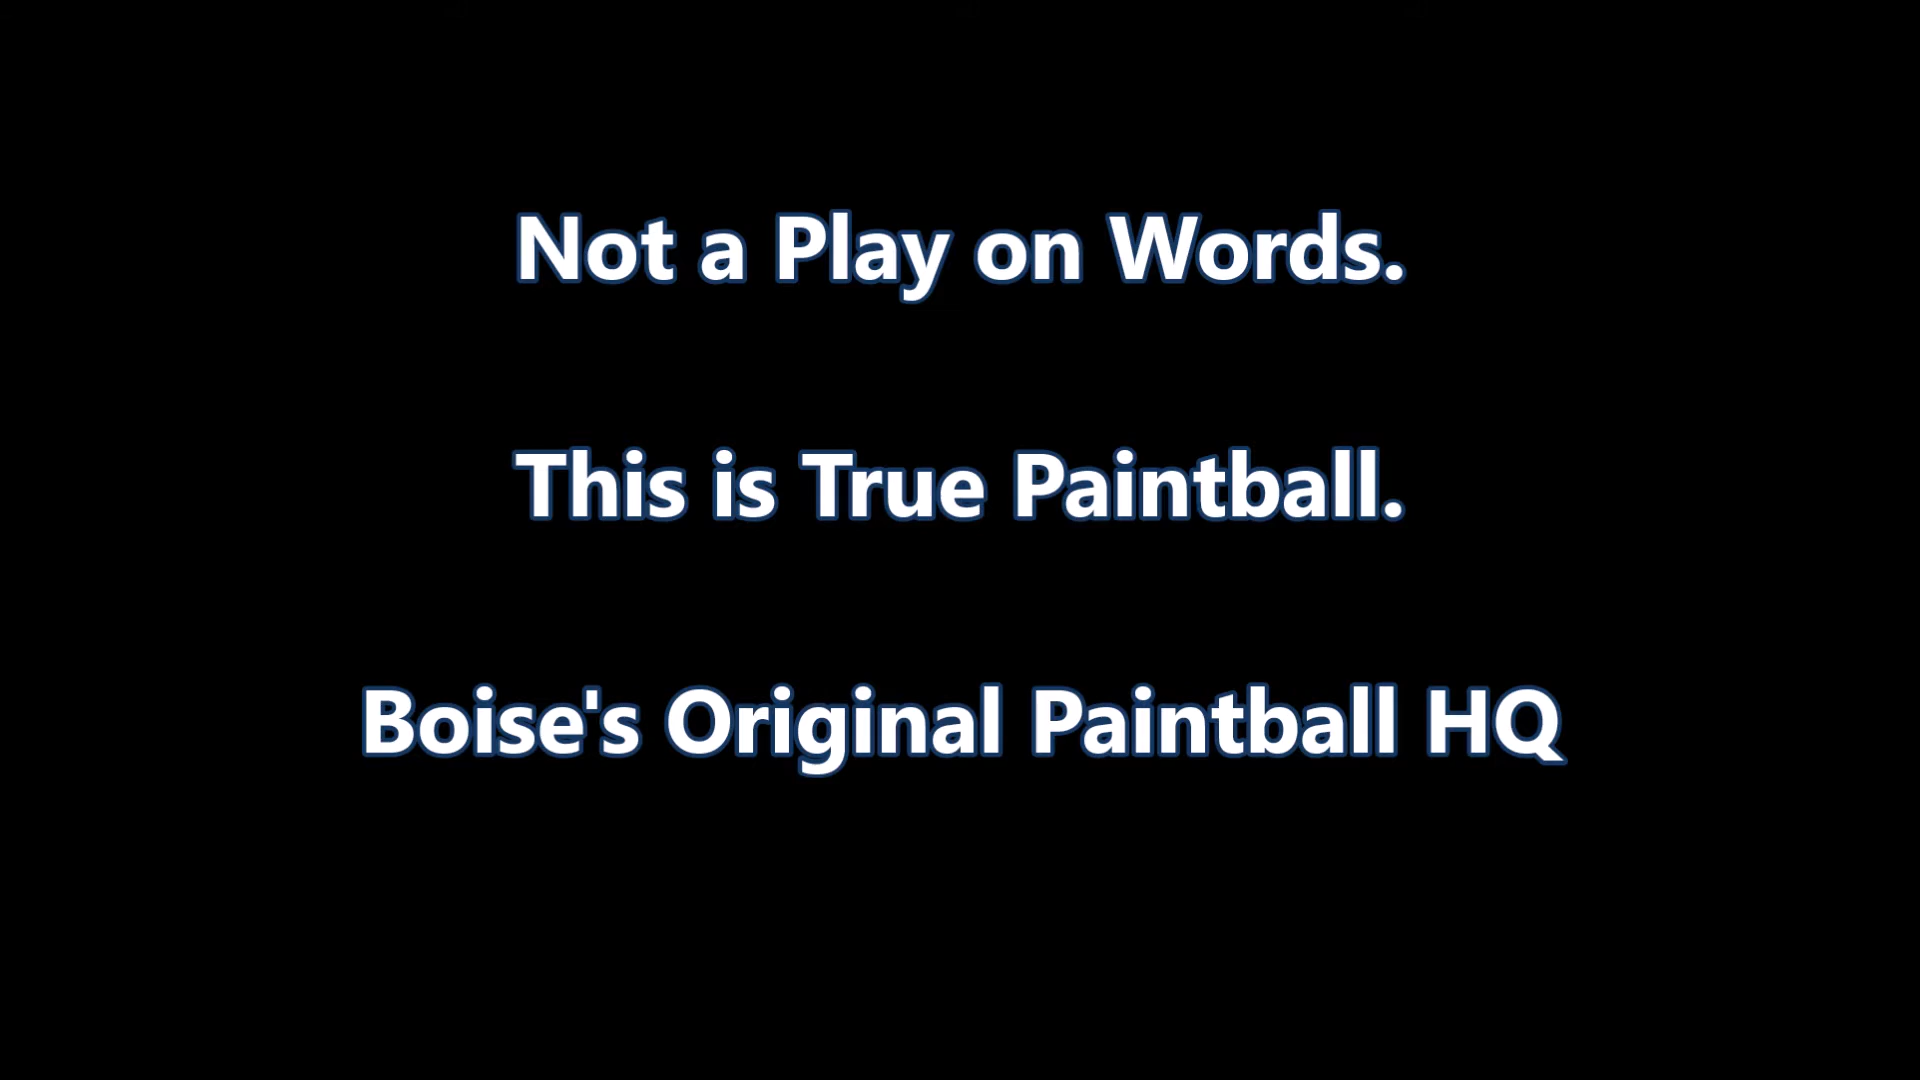 Not a Play on Words.
This is True Paintball.
Boise's Original Paintball HQ